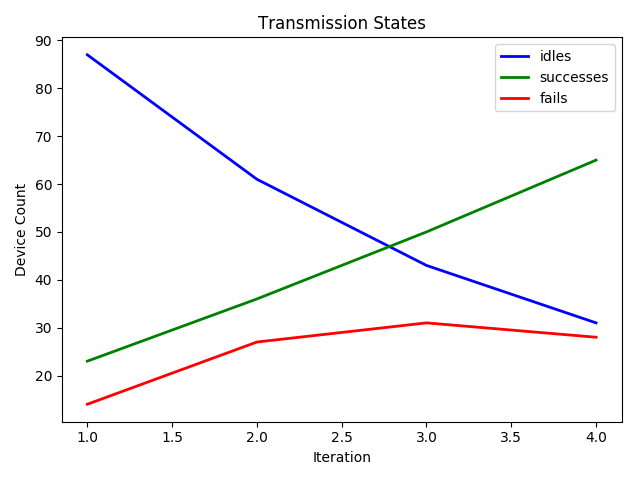 Transmission States
idles
successes
fails
Device Count
90
80
70
60
50
40
30
20
1.0 1.5 2.0 2.5 3.0 3.5 4.0
Iteration